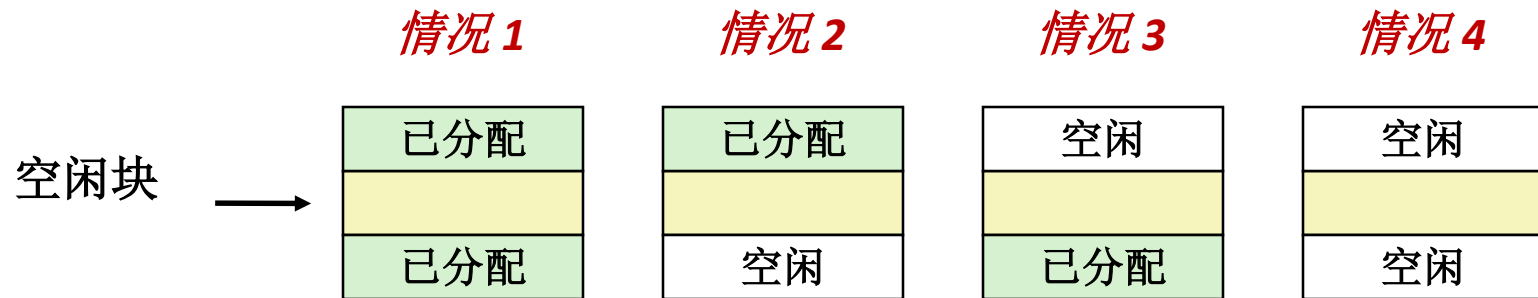 情况 1 情况 2 情况 3 情况 4
已分配 已分配 空闲 空闲
空闲块
已分配 空闲 已分配 空闲